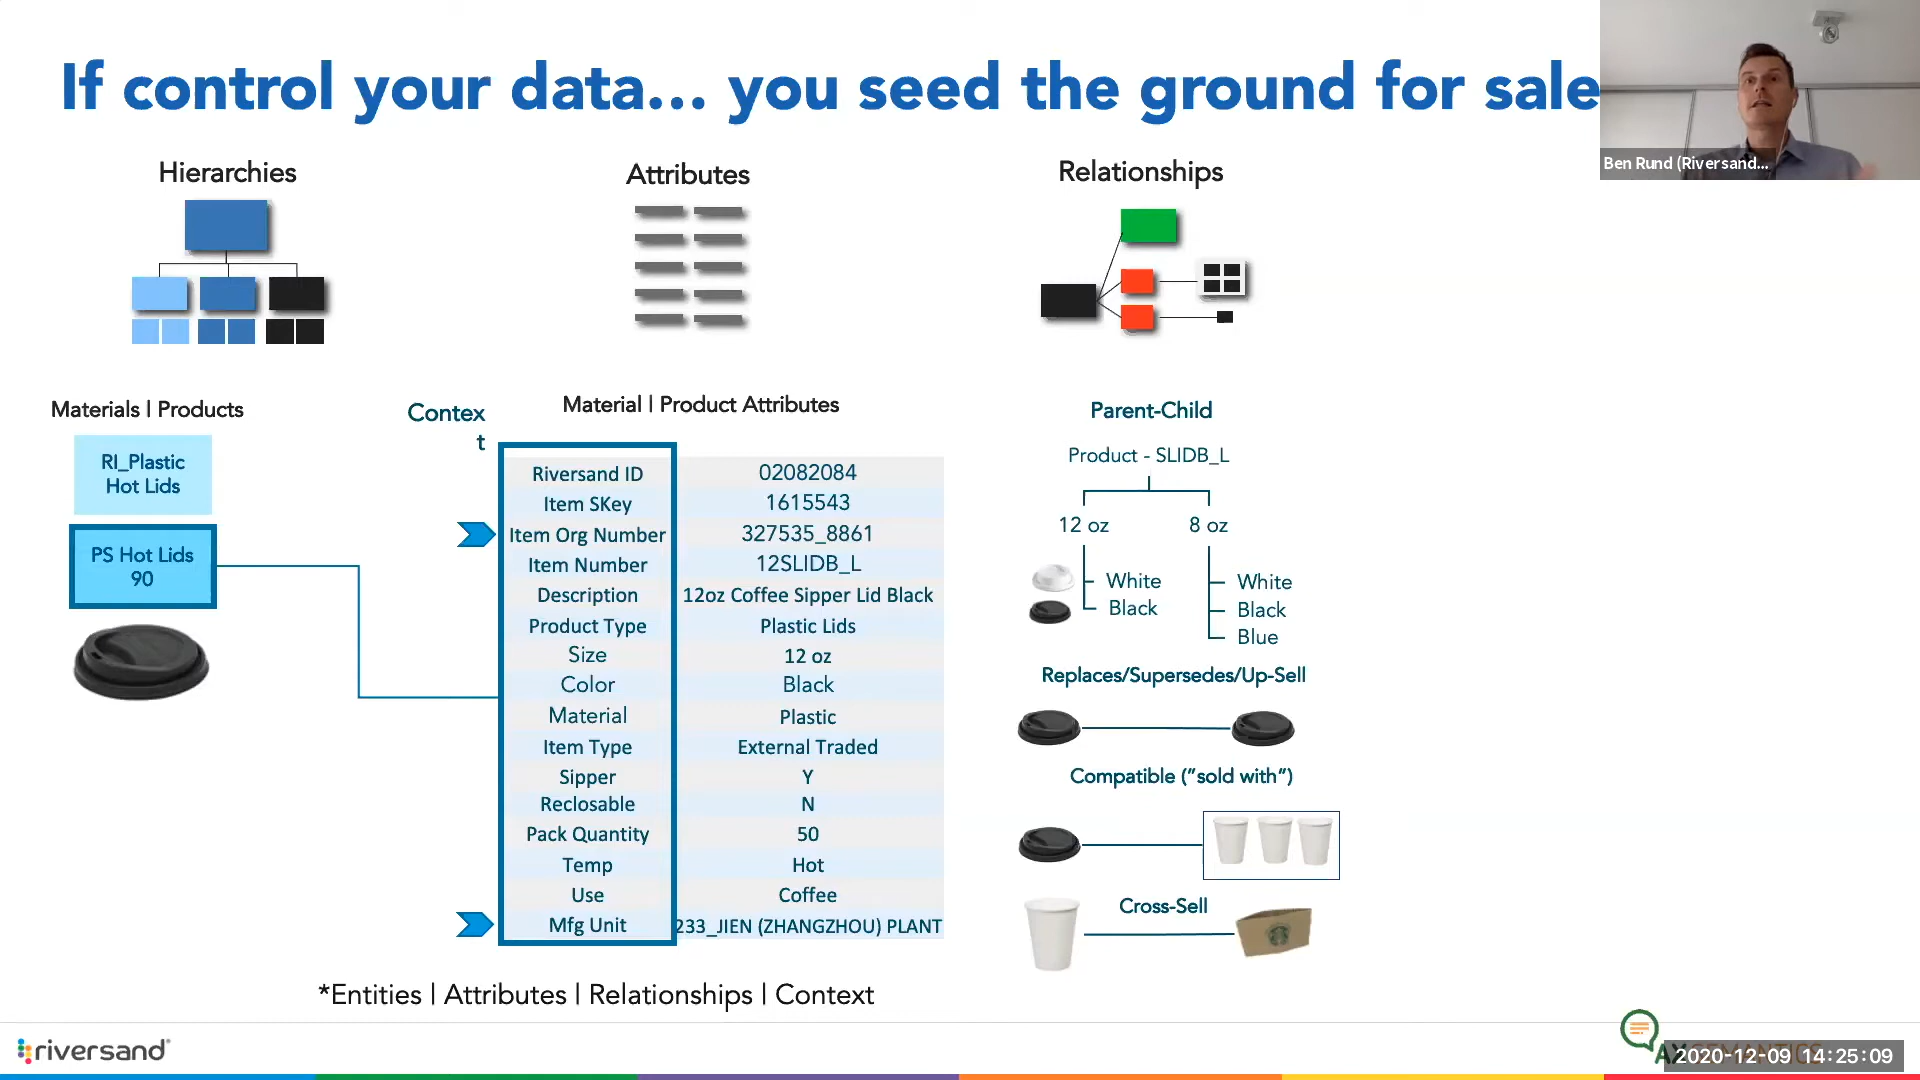 If control your data... you seed the ground for sale
Ben Rund (Riversand...
Hierarchies
Attributes
Relationships
Materials | Products
RI_Plastic
Hot Lids
PS Hot Lids
90
Contex
t
Material | Product Attributes
Riversand ID 02082084
Item SKey 1615543
Item Org Number 327535_8861
Item Number 12SLIDB_L
Description 12oz Coffee Sipper Lid Black
Product Type Plastic Lids
Size 12 oz
Color Black
Material Plastic
Item Type External Traded
Sipper Y
Reclosable N
Pack Quantity 50
Temp Hot
Use Coffee
Mfg Unit 233_JIEN (ZHANGZHOU) PLANT
Parent-Child
Product - SLIDB_L
12 oz 8 oz
White White
Black Black
Blue
Replaces/Supersedes/Up-Sell
Compatible ("sold with")
Cross-Sell
*Entities | Attributes | Relationships | Context
riversand
2020-12-09 14:25:09